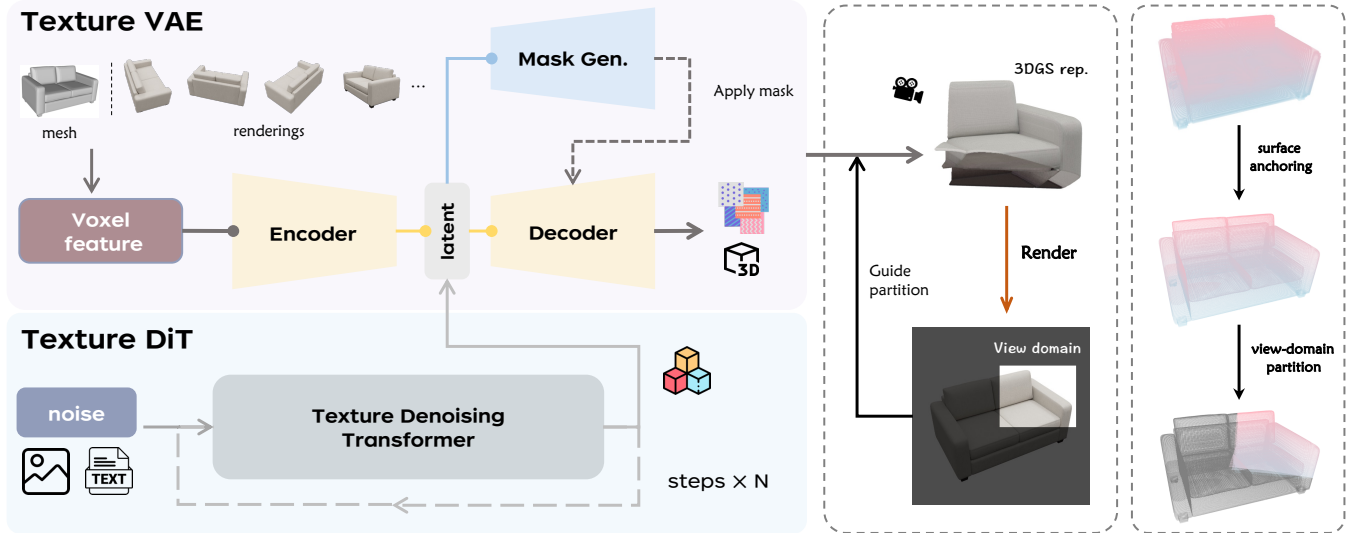 Texture VAE
mesh
renderings
...
Voxel
feature
Encoder
latent
Mask Gen.
Apply mask
Decoder
3D
Texture DiT
noise
TEXT
Texture Denoising
Transformer
steps × N
3DGS rep.
Render
Guide
partition
View domain
surface
anchoring
view-domain
partition